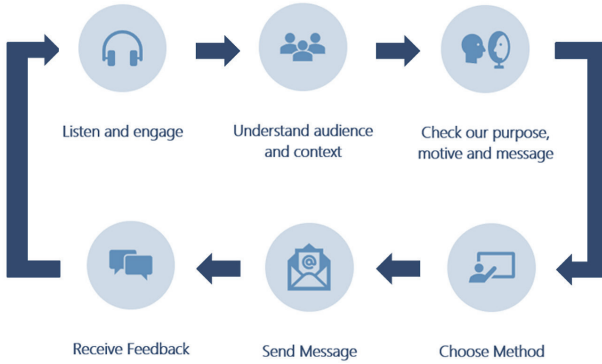 Listen and engage
Understand audience
and context
Check our purpose,
motive and message
@
Receive Feedback
Send Message
Choose Method